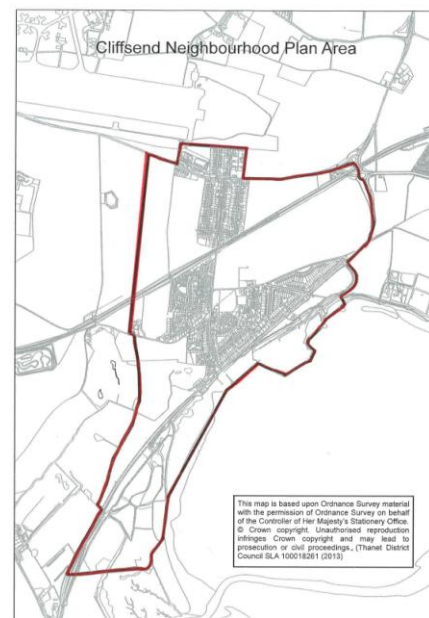 Cliffsend Neighbourhood Plan Area
This map is based upon Ordnance Survey material
with the permission of Ordnance Survey on behalf
of the Controller of Her Majesty's Stationery Office.
© Crown copyright. Unauthorised reproduction
infringes Crown copyright and may lead to
prosecution or civil proceedings., (Thanet District
Council SLA 100018261 (2013)